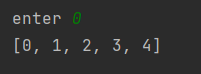 enter 0
[0, 1, 2, 3, 4]